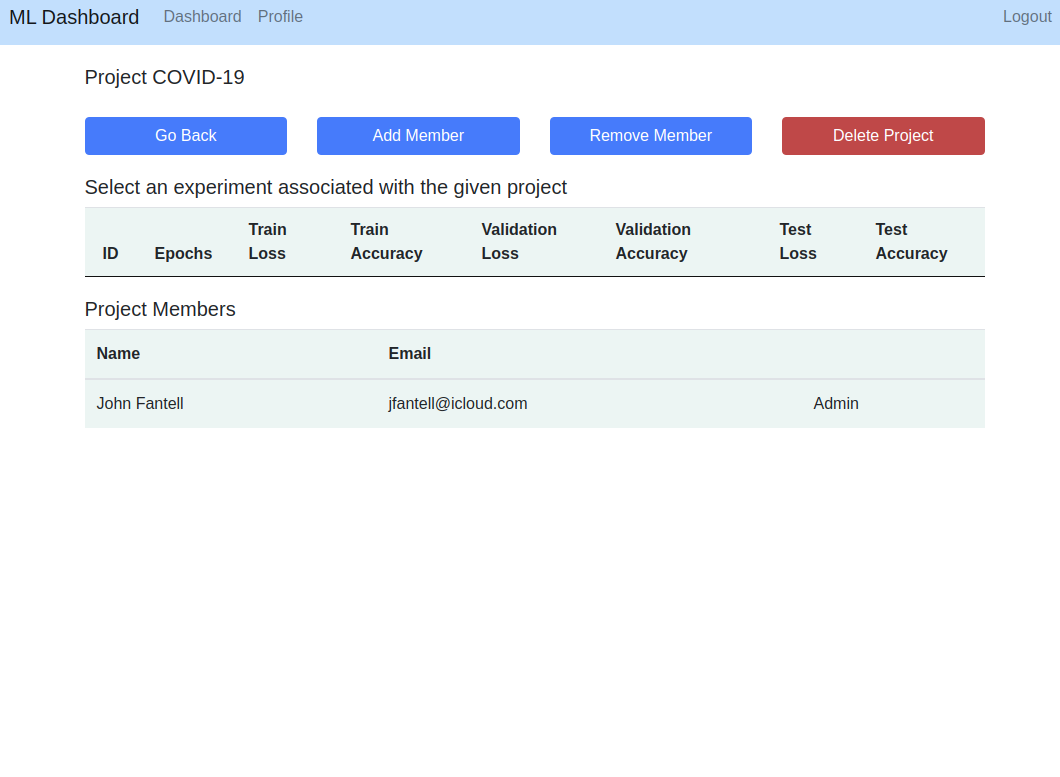 ML Dashboard Dashboard Profile Logout
Project COVID-19
Go Back Add Member Remove Member Delete Project
Select an experiment associated with the given project
ID Epochs Train Loss Train Accuracy Validation Loss Validation Accuracy Test Loss Test Accuracy
Project Members
Name Email
John Fantell jfantell@icloud.com Admin